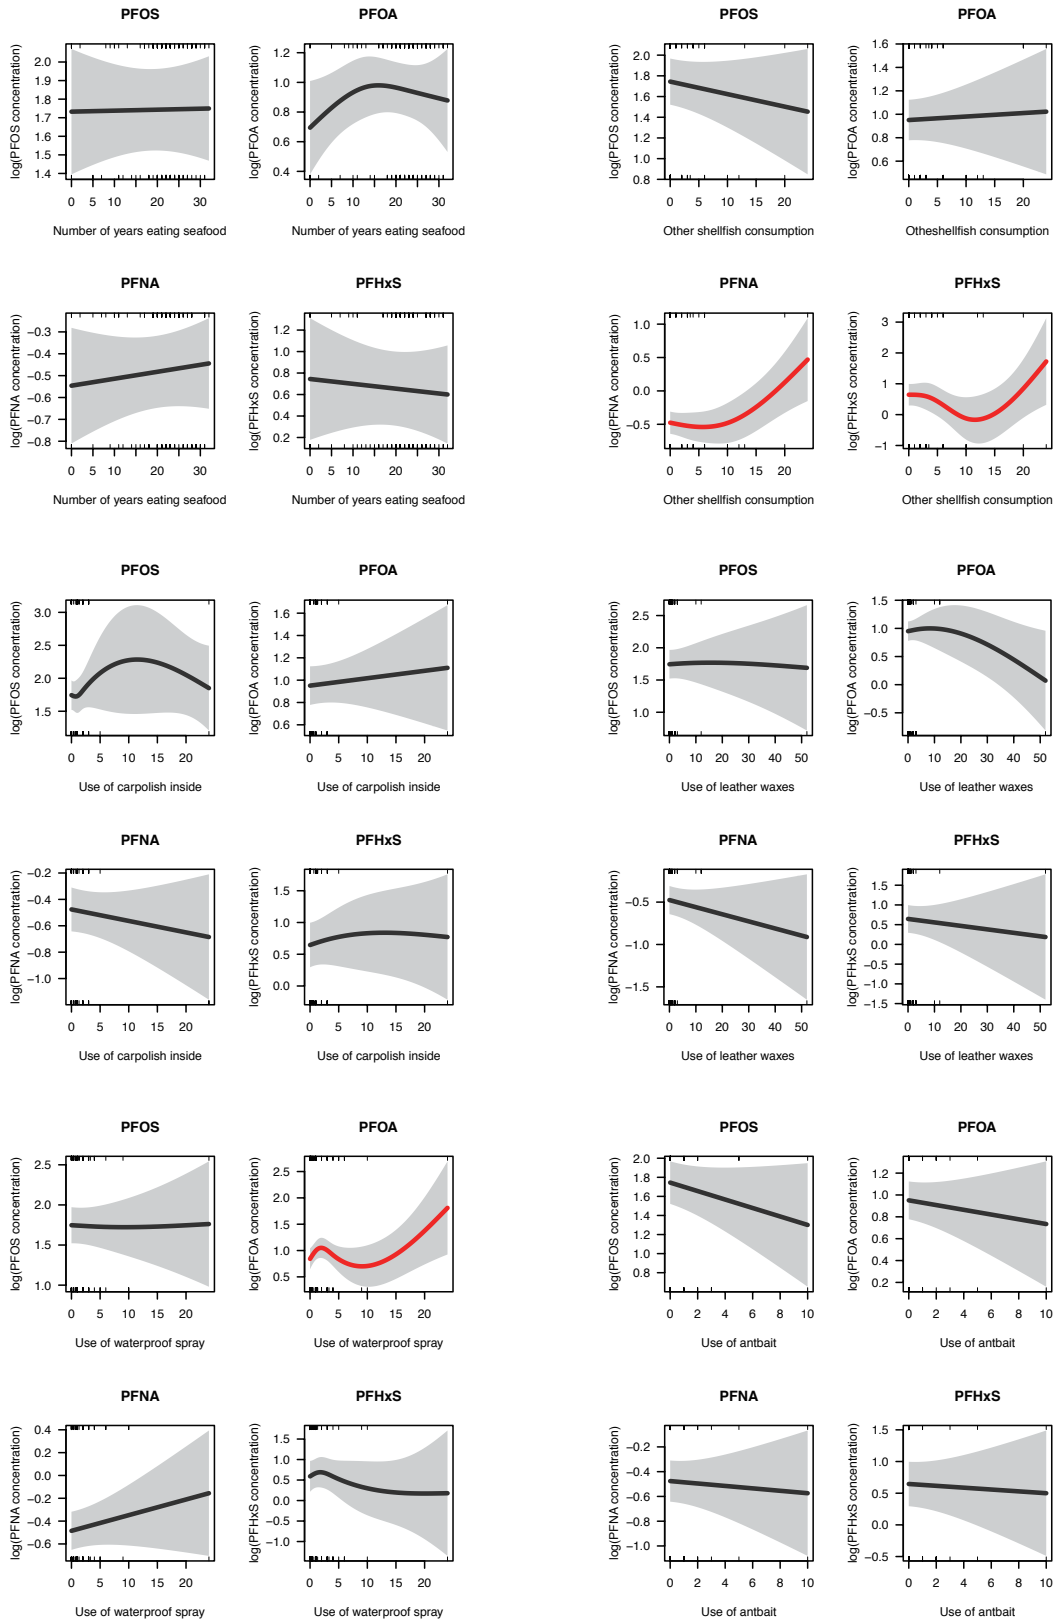 PFOS
PFOA
PFOS
PFOA
log(PFOS concentration)
2.0
1.9
1.8
1.7
1.6
1.5
1.4
0 5 10 15 20 25 30
Number of years eating seafood
log(PFOA concentration)
1.2
1.0
0.8
0.6
0.4
0 5 10 15 20 25 30
Number of years eating seafood
log(PFOS concentration)
2.0
1.8
1.6
1.4
1.2
1.0
0.8
0 5 10 15 20
Other shellfish consumption
log(PFOA concentration)
1.6
1.4
1.2
1.0
0.8
0.6
0 5 10 15 20
Otheshellfish consumption
PFNA
PFHxS
PFNA
PFHxS
log(PFNA concentration)
−0.3
−0.4
−0.5
−0.6
−0.7
−0.8
0 5 10 15 20 25 30
Number of years eating seafood
log(PFHxS concentration)
1.2
1.0
0.8
0.6
0.4
0.2
0 5 10 15 20 25 30
Number of years eating seafood
log(PFNA concentration)
1.0
0.5
0.0
−0.5
0 5 10 15 20
Other shellfish consumption
log(PFHxS concentration)
3
2
1
0
−1
0 5 10 15 20
Other shellfish consumption
PFOS
PFOA
PFOS
PFOA
log(PFOS concentration)
3.0
2.5
2.0
1.5
0 5 10 15 20
Use of carpolish inside
log(PFOA concentration)
1.6
1.4
1.2
1.0
0.8
0.6
0 5 10 15 20
Use of carpolish inside
log(PFOS concentration)
2.5
2.0
1.5
1.0
0 10 20 30 40 50
Use of leather waxes
log(PFOA concentration)
1.5
1.0
0.5
0.0
−0.5
0 10 20 30 40 50
Use of leather waxes
PFNA
PFHxS
PFNA
PFHxS
log(PFNA concentration)
−0.2
−0.4
−0.6
−0.8
−1.0
0 5 10 15 20
Use of carpolish inside
log(PFHxS concentration)
1.5
1.0
0.5
0.0
0 5 10 15 20
Use of carpolish inside
log(PFNA concentration)
−0.5
−1.0
−1.5
0 10 20 30 40 50
Use of leather waxes
log(PFHxS concentration)
1.5
1.0
0.5
0.0
−0.5
−1.0
−1.5
0 10 20 30 40 50
Use of leather waxes
PFOS
PFOA
PFOS
PFOA
log(PFOS concentration)
2.5
2.0
1.5
1.0
0 5 10 15 20
Use of waterproof spray
log(PFOA concentration)
2.5
2.0
1.5
1.0
0.5
0 5 10 15 20
Use of waterproof spray
log(PFOS concentration)
2.0
1.8
1.6
1.4
1.2
1.0
0.8
0 2 4 6 8 10
Use of antbait
log(PFOA concentration)
1.2
1.0
0.8
0.6
0.4
0.2
0 2 4 6 8 10
Use of antbait
PFNA
PFHxS
PFNA
PFHxS
log(PFNA concentration)
0.4
0.2
0.0
−0.2
−0.4
−0.6
0 5 10 15 20
Use of waterproof spray
log(PFHxS concentration)
1.5
1.0
0.5
0.0
−1.0
0 5 10 15 20
Use of waterproof spray
log(PFNA concentration)
−0.2
−0.4
−0.6
−0.8
−1.0
0 2 4 6 8 10
Use of antbait
log(PFHxS concentration)
1.5
1.0
0.5
0.0
−0.5
0 2 4 6 8 10
Use of antbait